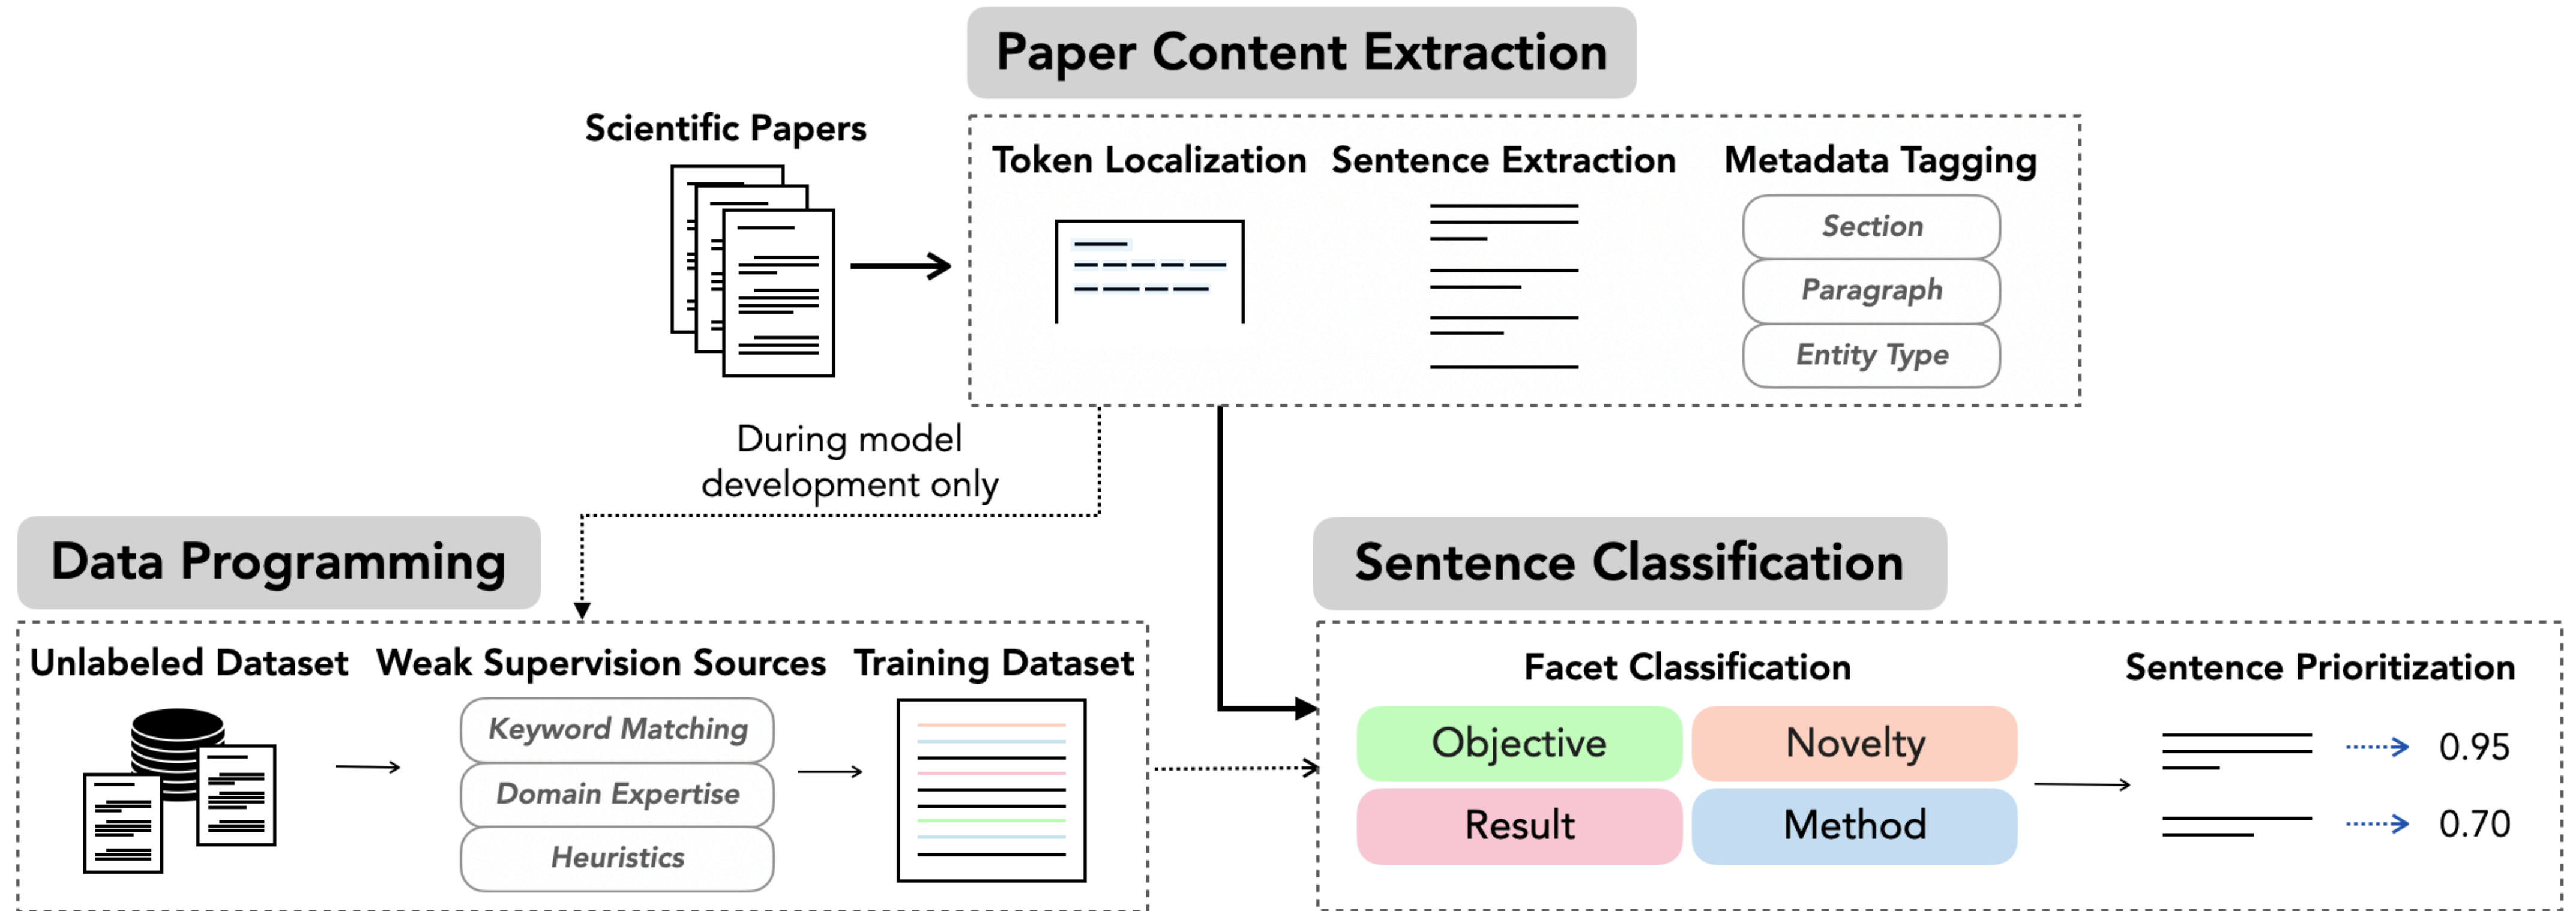 Paper Content Extraction
Scientific Papers
Token Localization
Sentence Extraction
Metadata Tagging
Section
Paragraph
Entity Type
During model
development only
Data Programming
Unlabeled Dataset
Weak Supervision Sources
Training Dataset
Keyword Matching
Domain Expertise
Heuristics
Sentence Classification
Facet Classification
Objective
Novelty
Result
Method
Sentence Prioritization
0.95
0.70